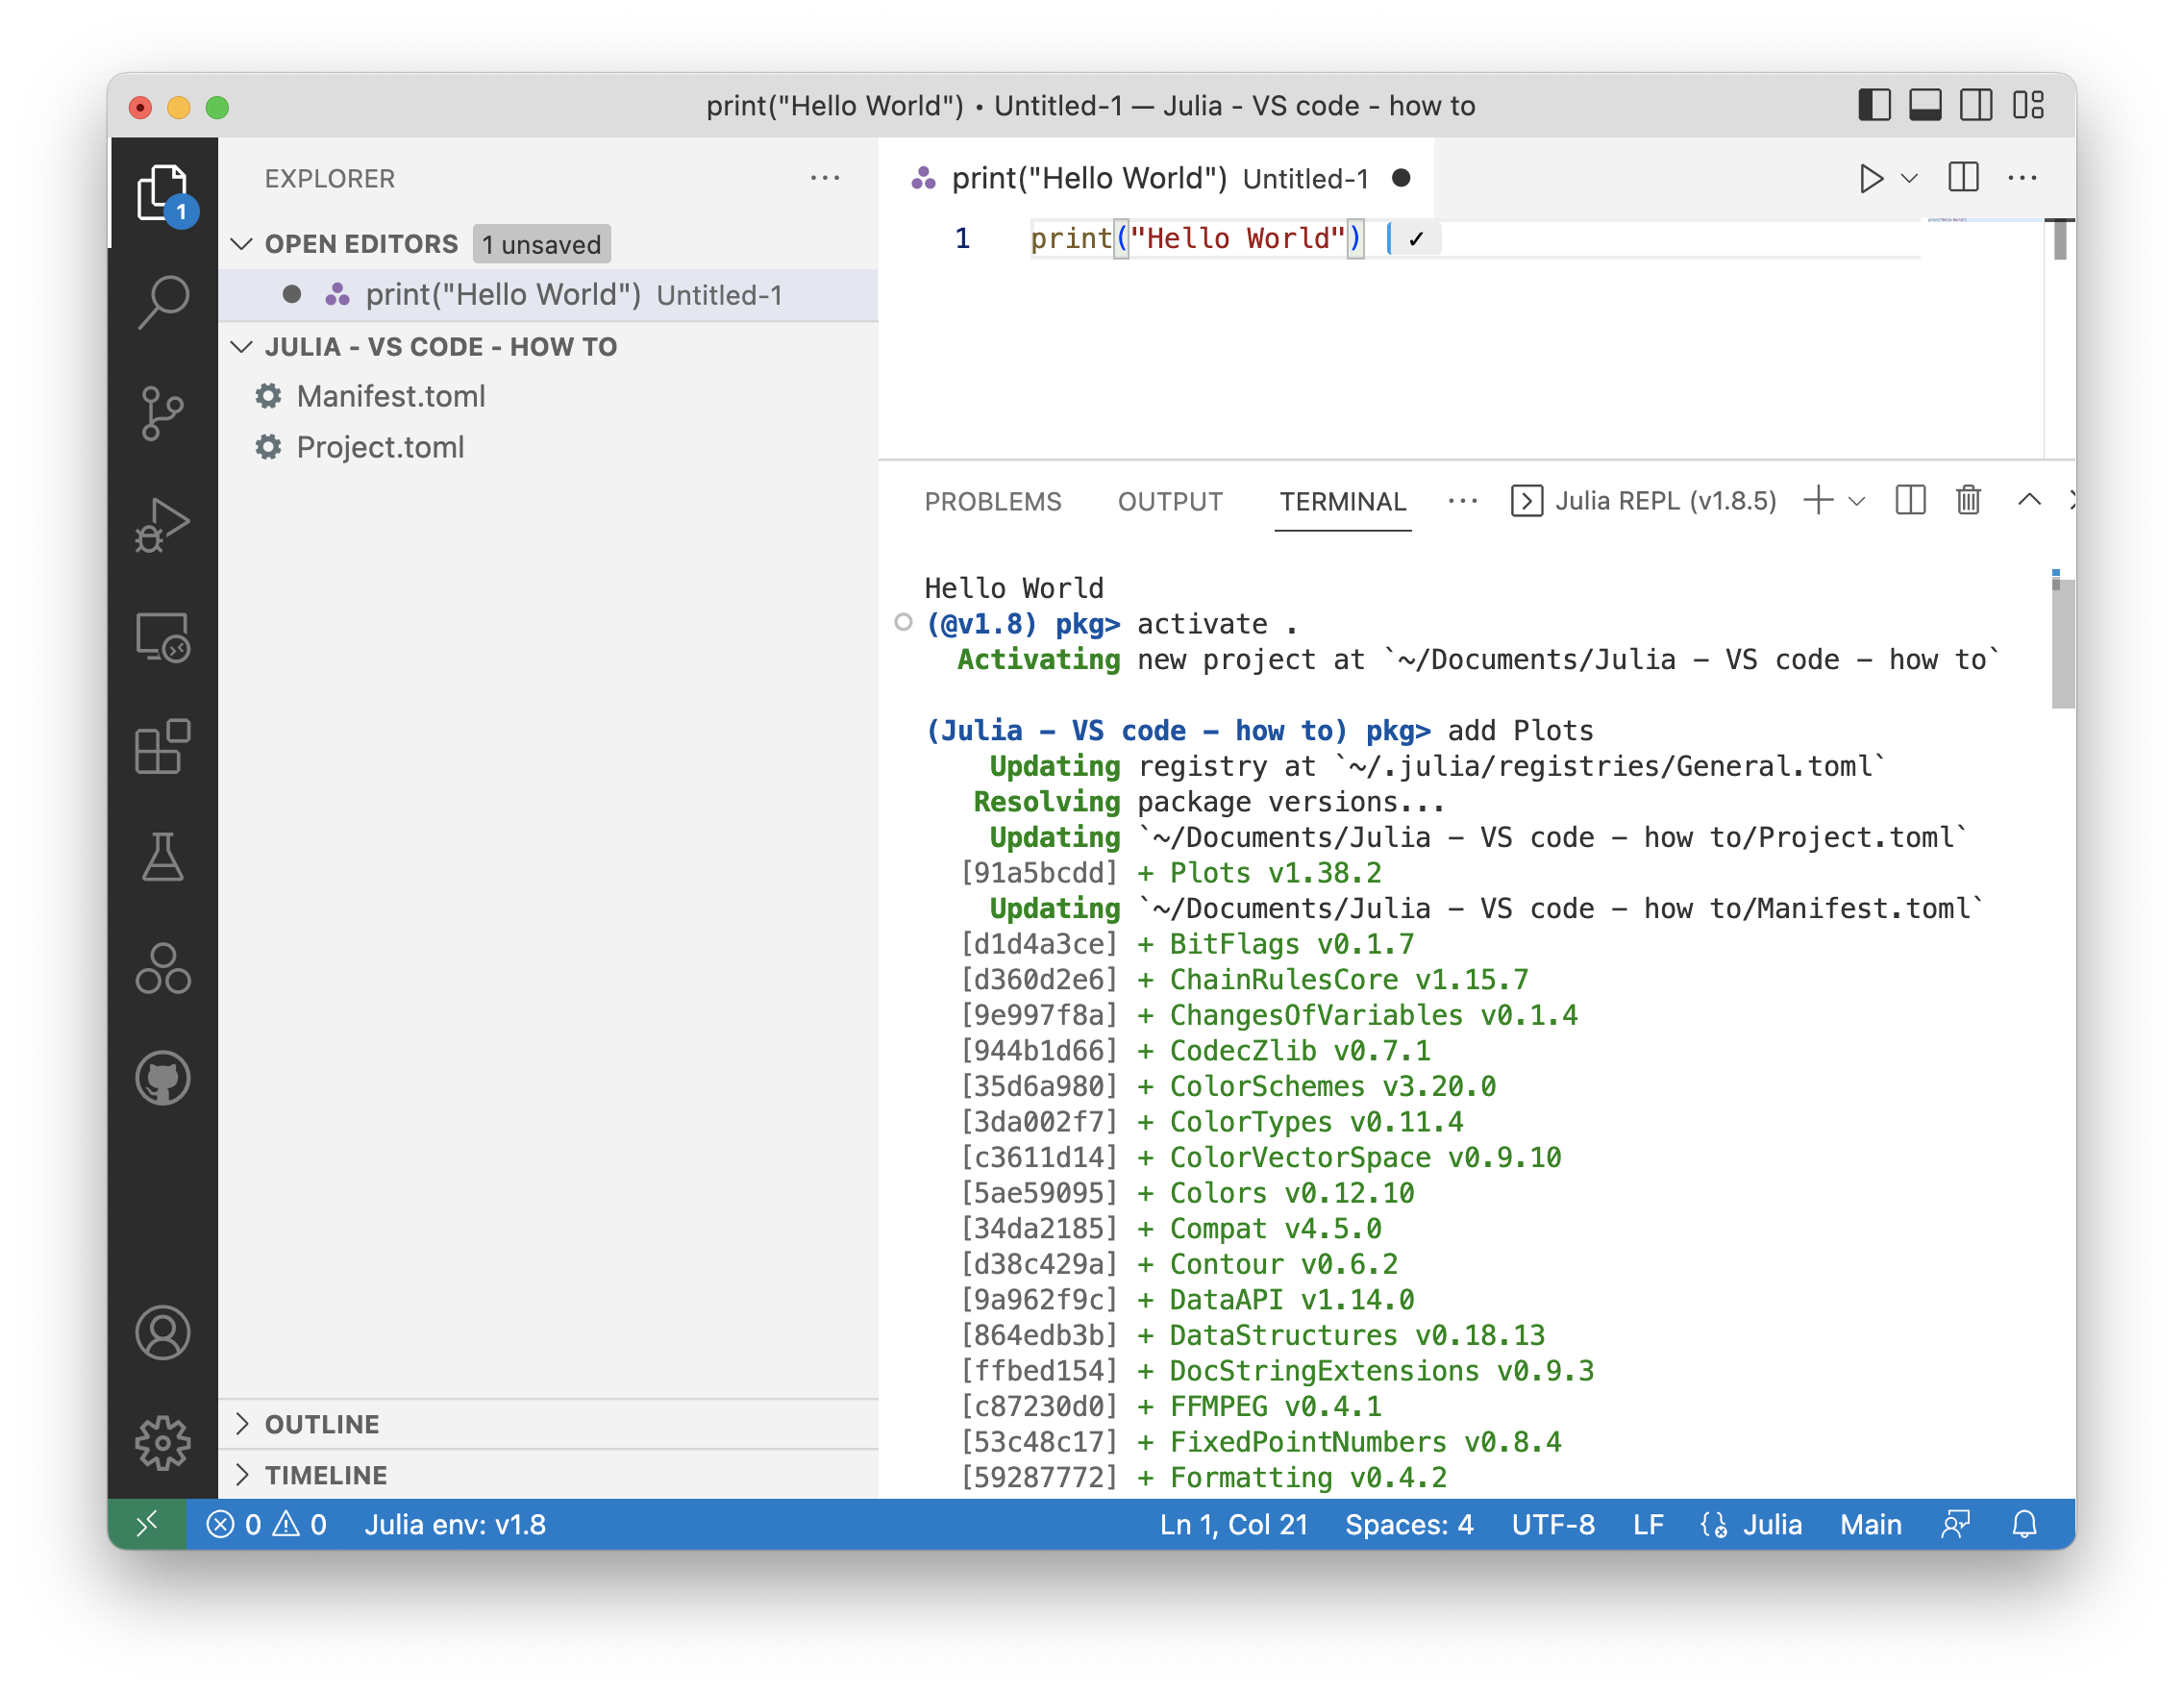 print("Hello World") • Untitled-1 — Julia - VS code - how to
1
EXPLORER
OPEN EDITORS 1 unsaved
print("Hello World") Untitled-1
JULIA - VS CODE - HOW TO
Manifest.toml
Project.toml
OUTLINE
TIMELINE
print("Hello World") Untitled-1
1 print("Hello World") ✓
PROBLEMS OUTPUT TERMINAL Julia REPL (v1.8.5)
Hello World
(@v1.8) pkg> activate .
Activating new project at `~/Documents/Julia - VS code - how to`
(Julia - VS code - how to) pkg> add Plots
Updating registry at `~/.julia/registries/General.toml`
Resolving package versions...
Updating `~/Documents/Julia - VS code - how to/Project.toml`
[91a5bcdd] + Plots v1.38.2
Updating `~/Documents/Julia - VS code - how to/Manifest.toml`
[d1d4a3ce] + BitFlags v0.1.7
[d360d2e6] + ChainRulesCore v1.15.7
[9e997f8a] + ChangesOfVariables v0.1.4
[944b1d66] + CodecZlib v0.7.1
[35d6a980] + ColorSchemes v3.20.0
[3da002f7] + ColorTypes v0.11.4
[c3611d14] + ColorVectorSpace v0.9.10
[5ae59095] + Colors v0.12.10
[34da2185] + Compat v4.5.0
[d38c429a] + Contour v0.6.2
[9a962f9c] + DataAPI v1.14.0
[864edb3b] + DataStructures v0.18.13
[ffbed154] + DocStringExtensions v0.9.3
[c87230d0] + FFMPEG v0.4.1
[53c48c17] + FixedPointNumbers v0.8.4
[59287772] + Formatting v0.4.2
0 0 Julia env: v1.8 Ln 1, Col 21 Spaces: 4 UTF-8 LF Julia Main